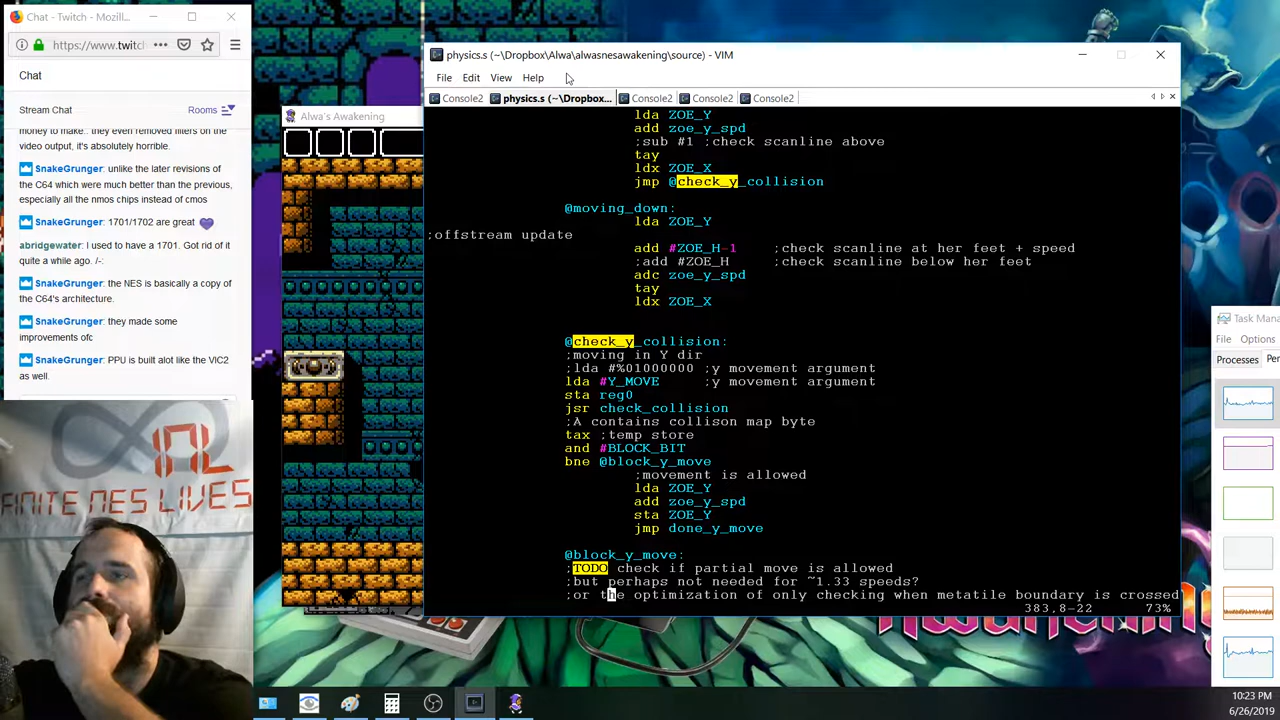 Chat - Twitch - Mozill...
https://www.twitcl
Chat
Stream Chat
Rooms
money to make.. they even removed filters on the
video output, it's absolutely horrible.
SnakeGrunger: unlike the later revisions of
the C64 which were much better than the previous,
especially all the nmos chips instead of cmos
SnakeGrunger: 1701/1702 are great
abridgewater: I used to have a 1701. Got rid of it
quite a while ago. /-:
SnakeGrunger: the NES is basically a copy of
the C64's architecture.
SnakeGrunger: they made some
improvements ofc
SnakeGrunger: PPU is built alot like the VIC2
as well.
FINITE DES LIVES
Alwa's Awakening
physics.s (~\Dropbox\Alwa\alwasnesawakening\source) - VIM
File Edit View Help
Console2 physics.s (~\Dropbox... Console2 Console2 Console2
lda ZOE_Y
add zoe_y_spd
;sub #1 ;check scanline above
tay
ldx ZOE_X
jmp @check_y_collision
@moving_down:
lda ZOE_Y
;offstream update
add #ZOE_H-1 ;check scanline at her feet + speed
;add #ZOE_H ;check scanline below her feet
adc zoe_y_spd
tay
ldx ZOE_X
@check_y_collision:
;moving in Y dir
;lda #%01000000 ;y movement argument
lda #Y_MOVE ;y movement argument
sta reg0
jsr check_collision
;A contains collison map byte
tax ;temp store
and #BLOCK_BIT
bne @block_y_move
;movement is allowed
lda ZOE_Y
add zoe_y_spd
sta ZOE_Y
jmp done_y_move
@block_y_move:
;TODO check if partial move is allowed
;but perhaps not needed for ~1.33 speeds?
;or the optimization of only checking when metatile boundary is crossed
383,8-22 73%
Task Mana
File Options
Processes Per
10:23 PM
6/26/2019